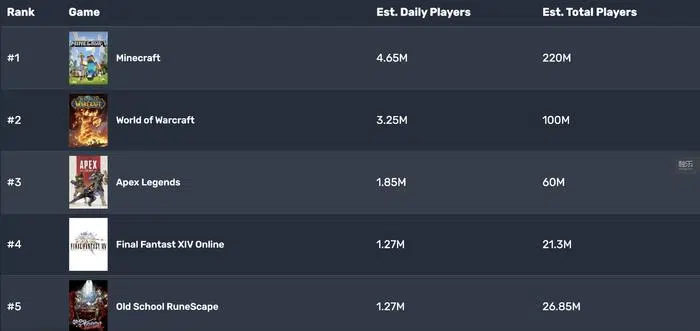 Rank Game Est. Daily Players Est. Total Players
#1 MINECRAFT Minecraft 4.65M 220M
#2 WARCRAFT World of Warcraft 3.25M 100M
#3 APEX Apex Legends 1.85M 60M
#4 FINAL FANTASY XIV Final Fantast XIV Online 1.27M 21.3M
#5 Old School RuneScape 1.27M 26.85M